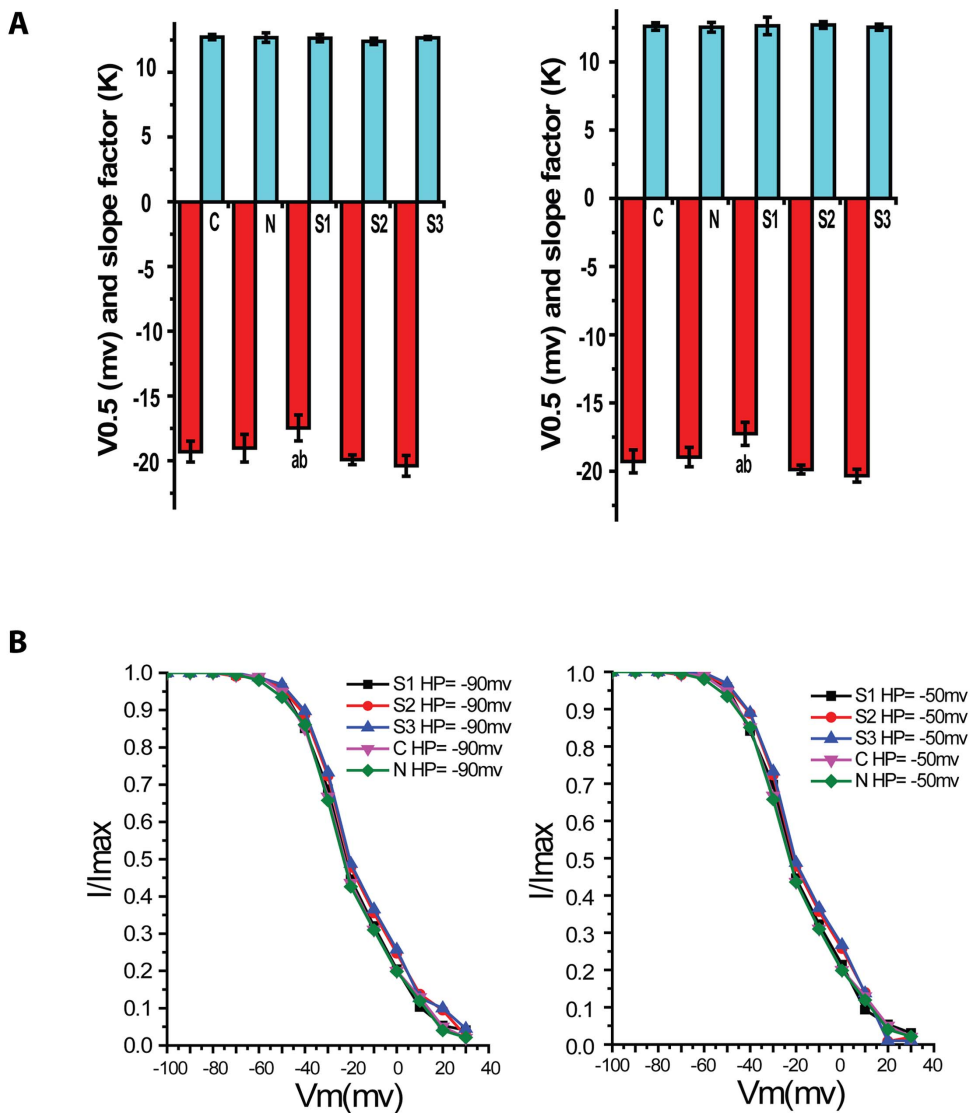 A
V0.5 (mv) and slope factor (K)
10
5
0
-5
-10
-15
-20
C N S1 S2 S3
ab
V0.5 (mv) and slope factor (K)
10
5
0
-5
-10
-15
-20
C N S1 S2 S3
ab
B
I/Imax
1.0
0.9
0.8
0.7
0.6
0.5
0.4
0.3
0.2
0.1
0.0
S1 HP= -90mv
S2 HP= -90mv
S3 HP= -90mv
C HP= -90mv
N HP= -90mv
-100 -80 -60 -40 -20 0 20 40
Vm(mv)
I/Imax
1.0
0.9
0.8
0.7
0.6
0.5
0.4
0.3
0.2
0.1
0.0
S1 HP= -50mv
S2 HP= -50mv
S3 HP= -50mv
C HP= -50mv
N HP= -50mv
-100 -80 -60 -40 -20 0 20 40
Vm(mv)